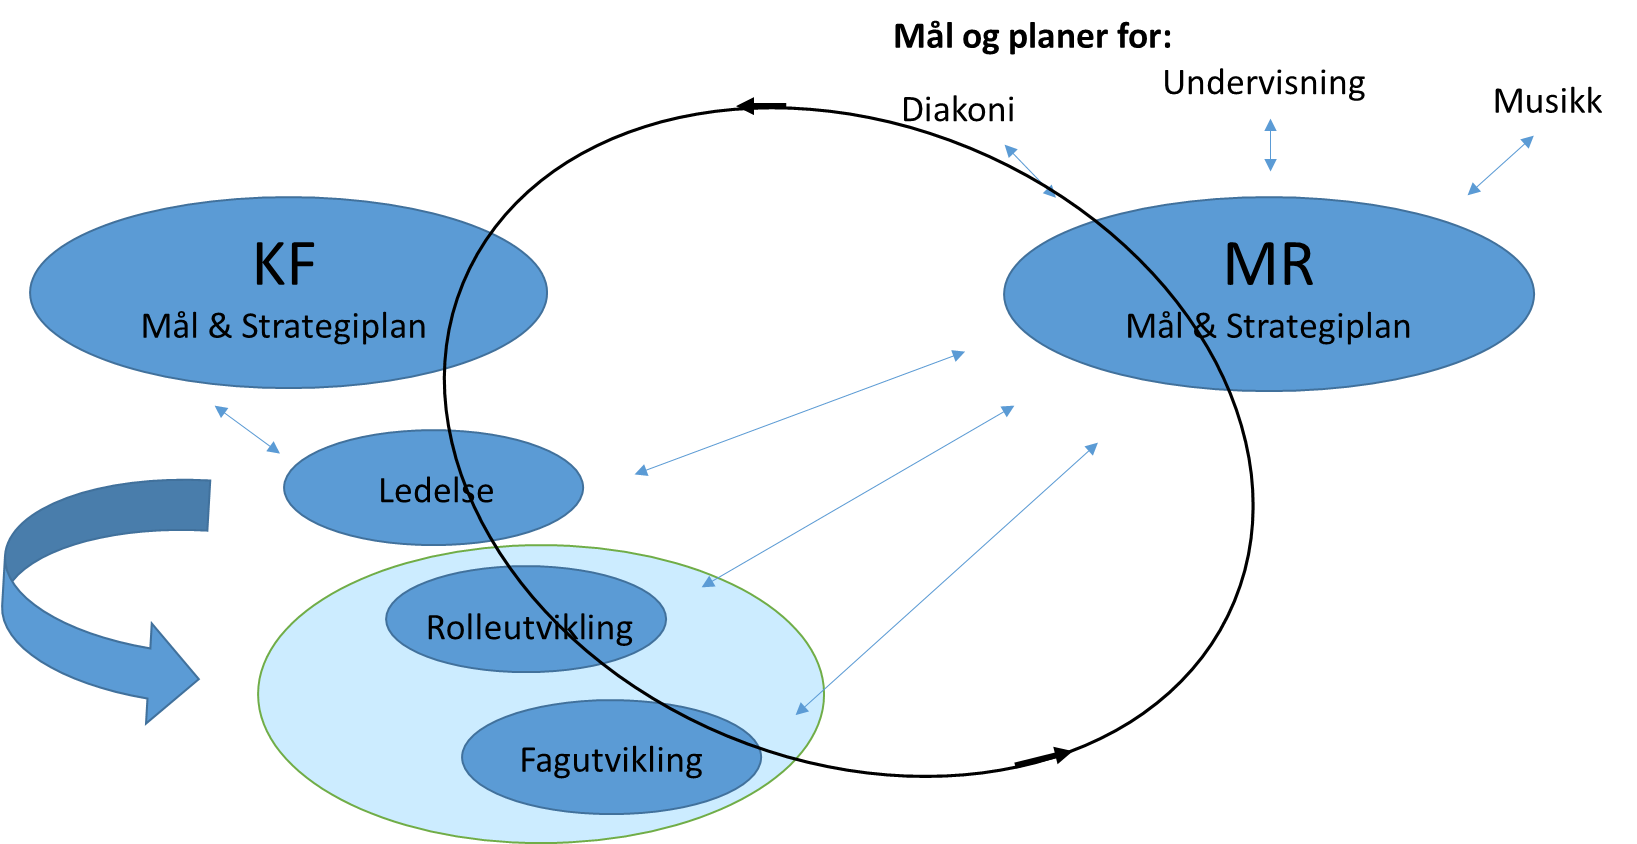 Mål og planer for:
Diakoni
Undervisning
Musikk
KF
Mål & Strategiplan
MR
Mål & Strategiplan
Ledelse
Rolleutvikling
Fagutvikling